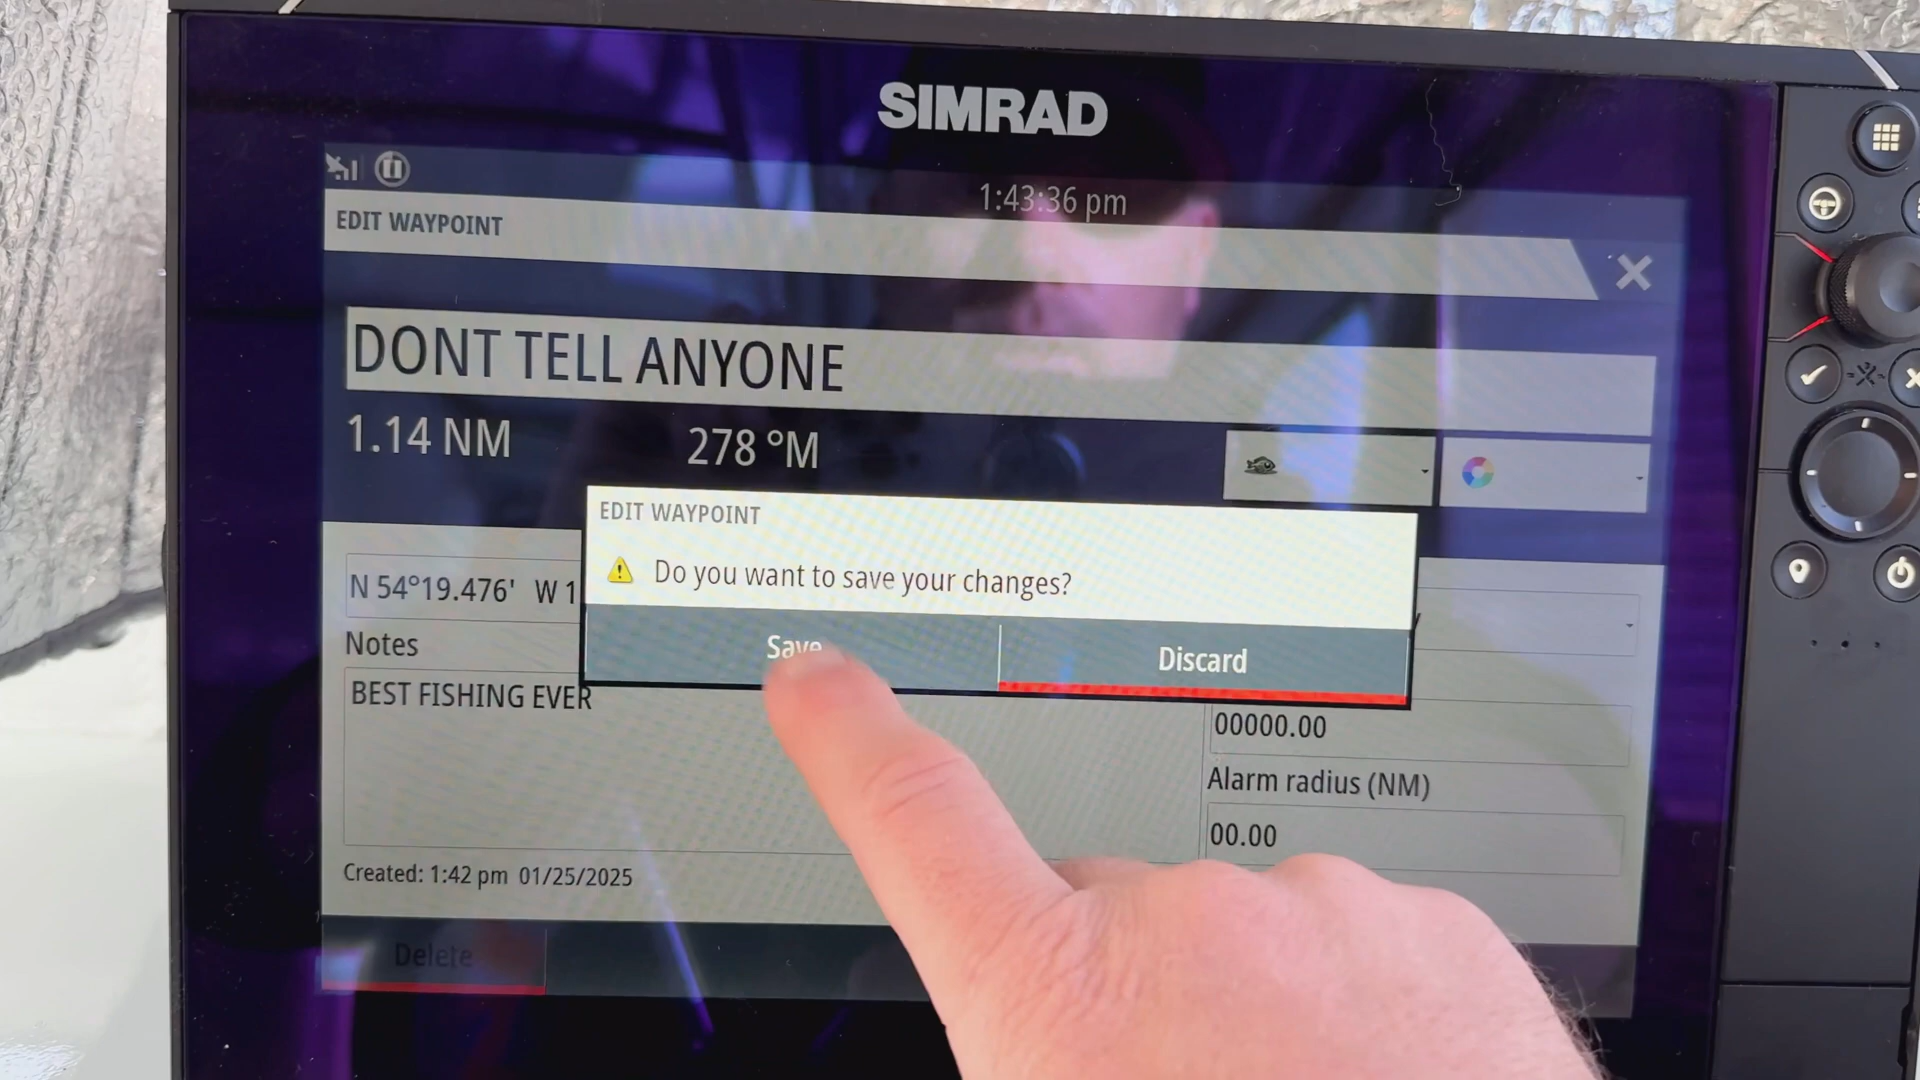 SIMRAD
1:43:36 pm
EDIT WAYPOINT
DONT TELL ANYONE
1.14 NM 278 °M
EDIT WAYPOINT
Do you want to save your changes?
Save Discard
N 54°19.476' W 1
Notes
BEST FISHING EVER
00000.00
Alarm radius (NM)
00.00
Created: 1:42 pm 01/25/2025
Delete